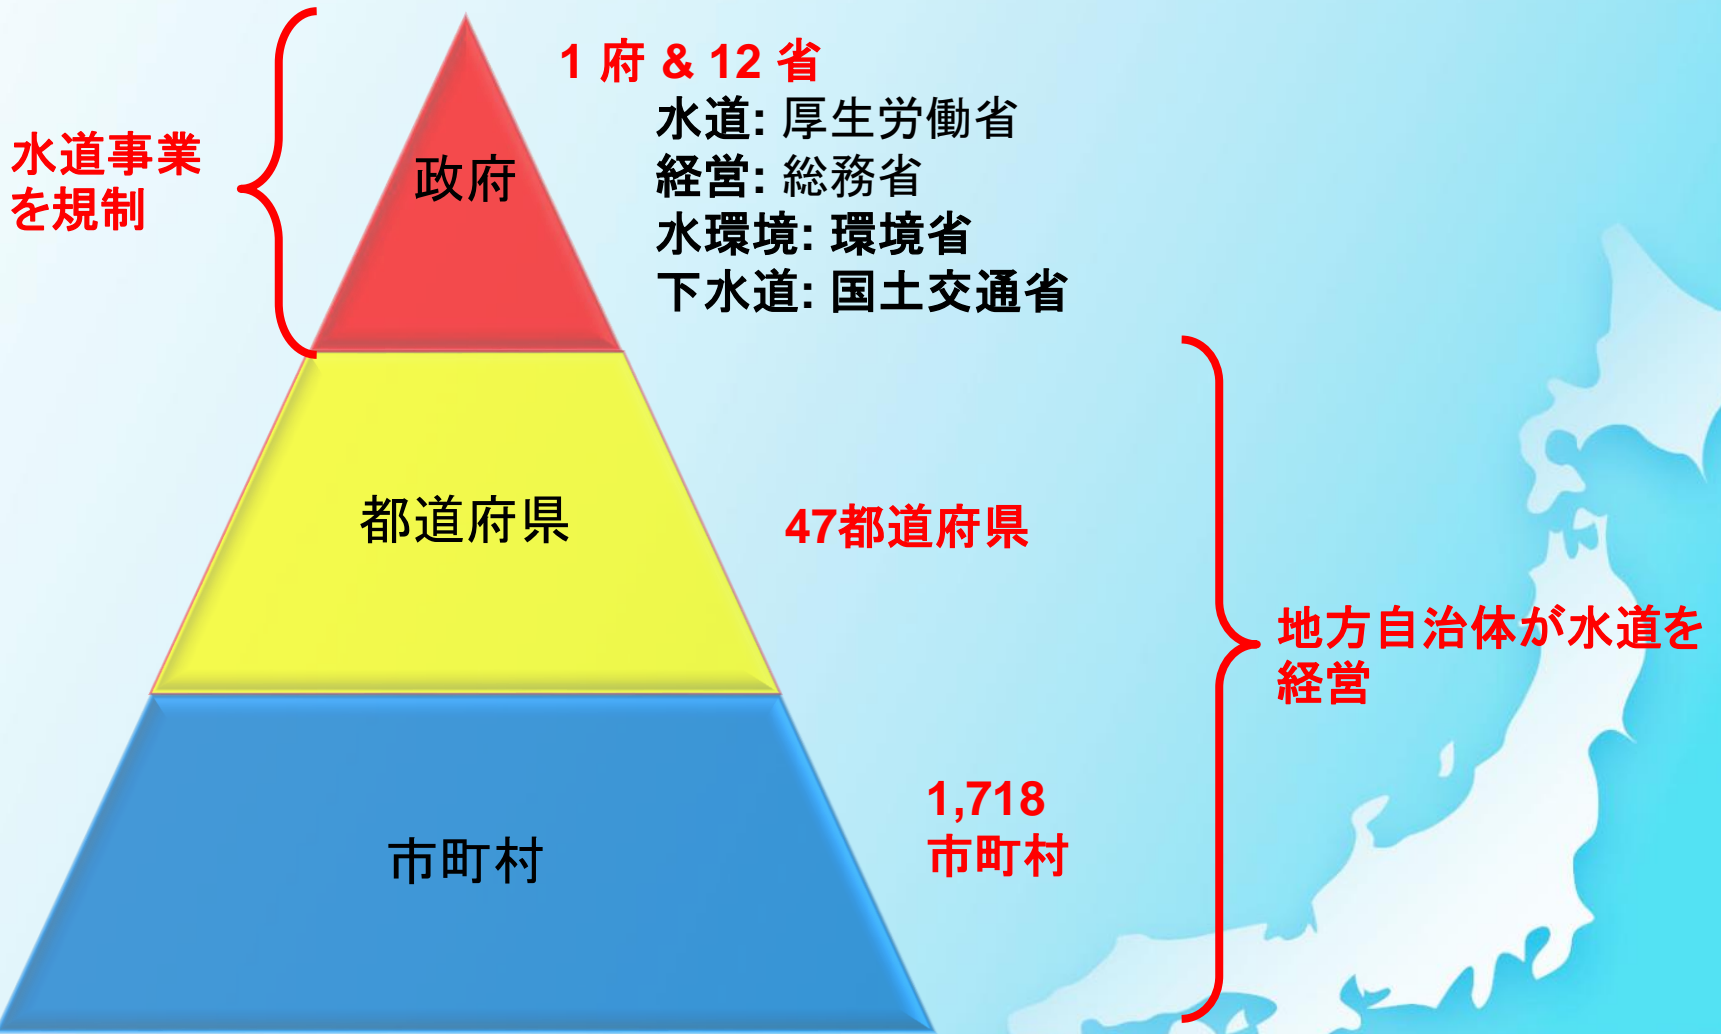 1 府 & 12 省
水道: 厚生労働省
経営: 総務省
水環境: 環境省
下水道: 国土交通省
水道事業
を規制
政府
都道府県
47都道府県
地方自治体が水道を
経営
1,718
市町村
市町村